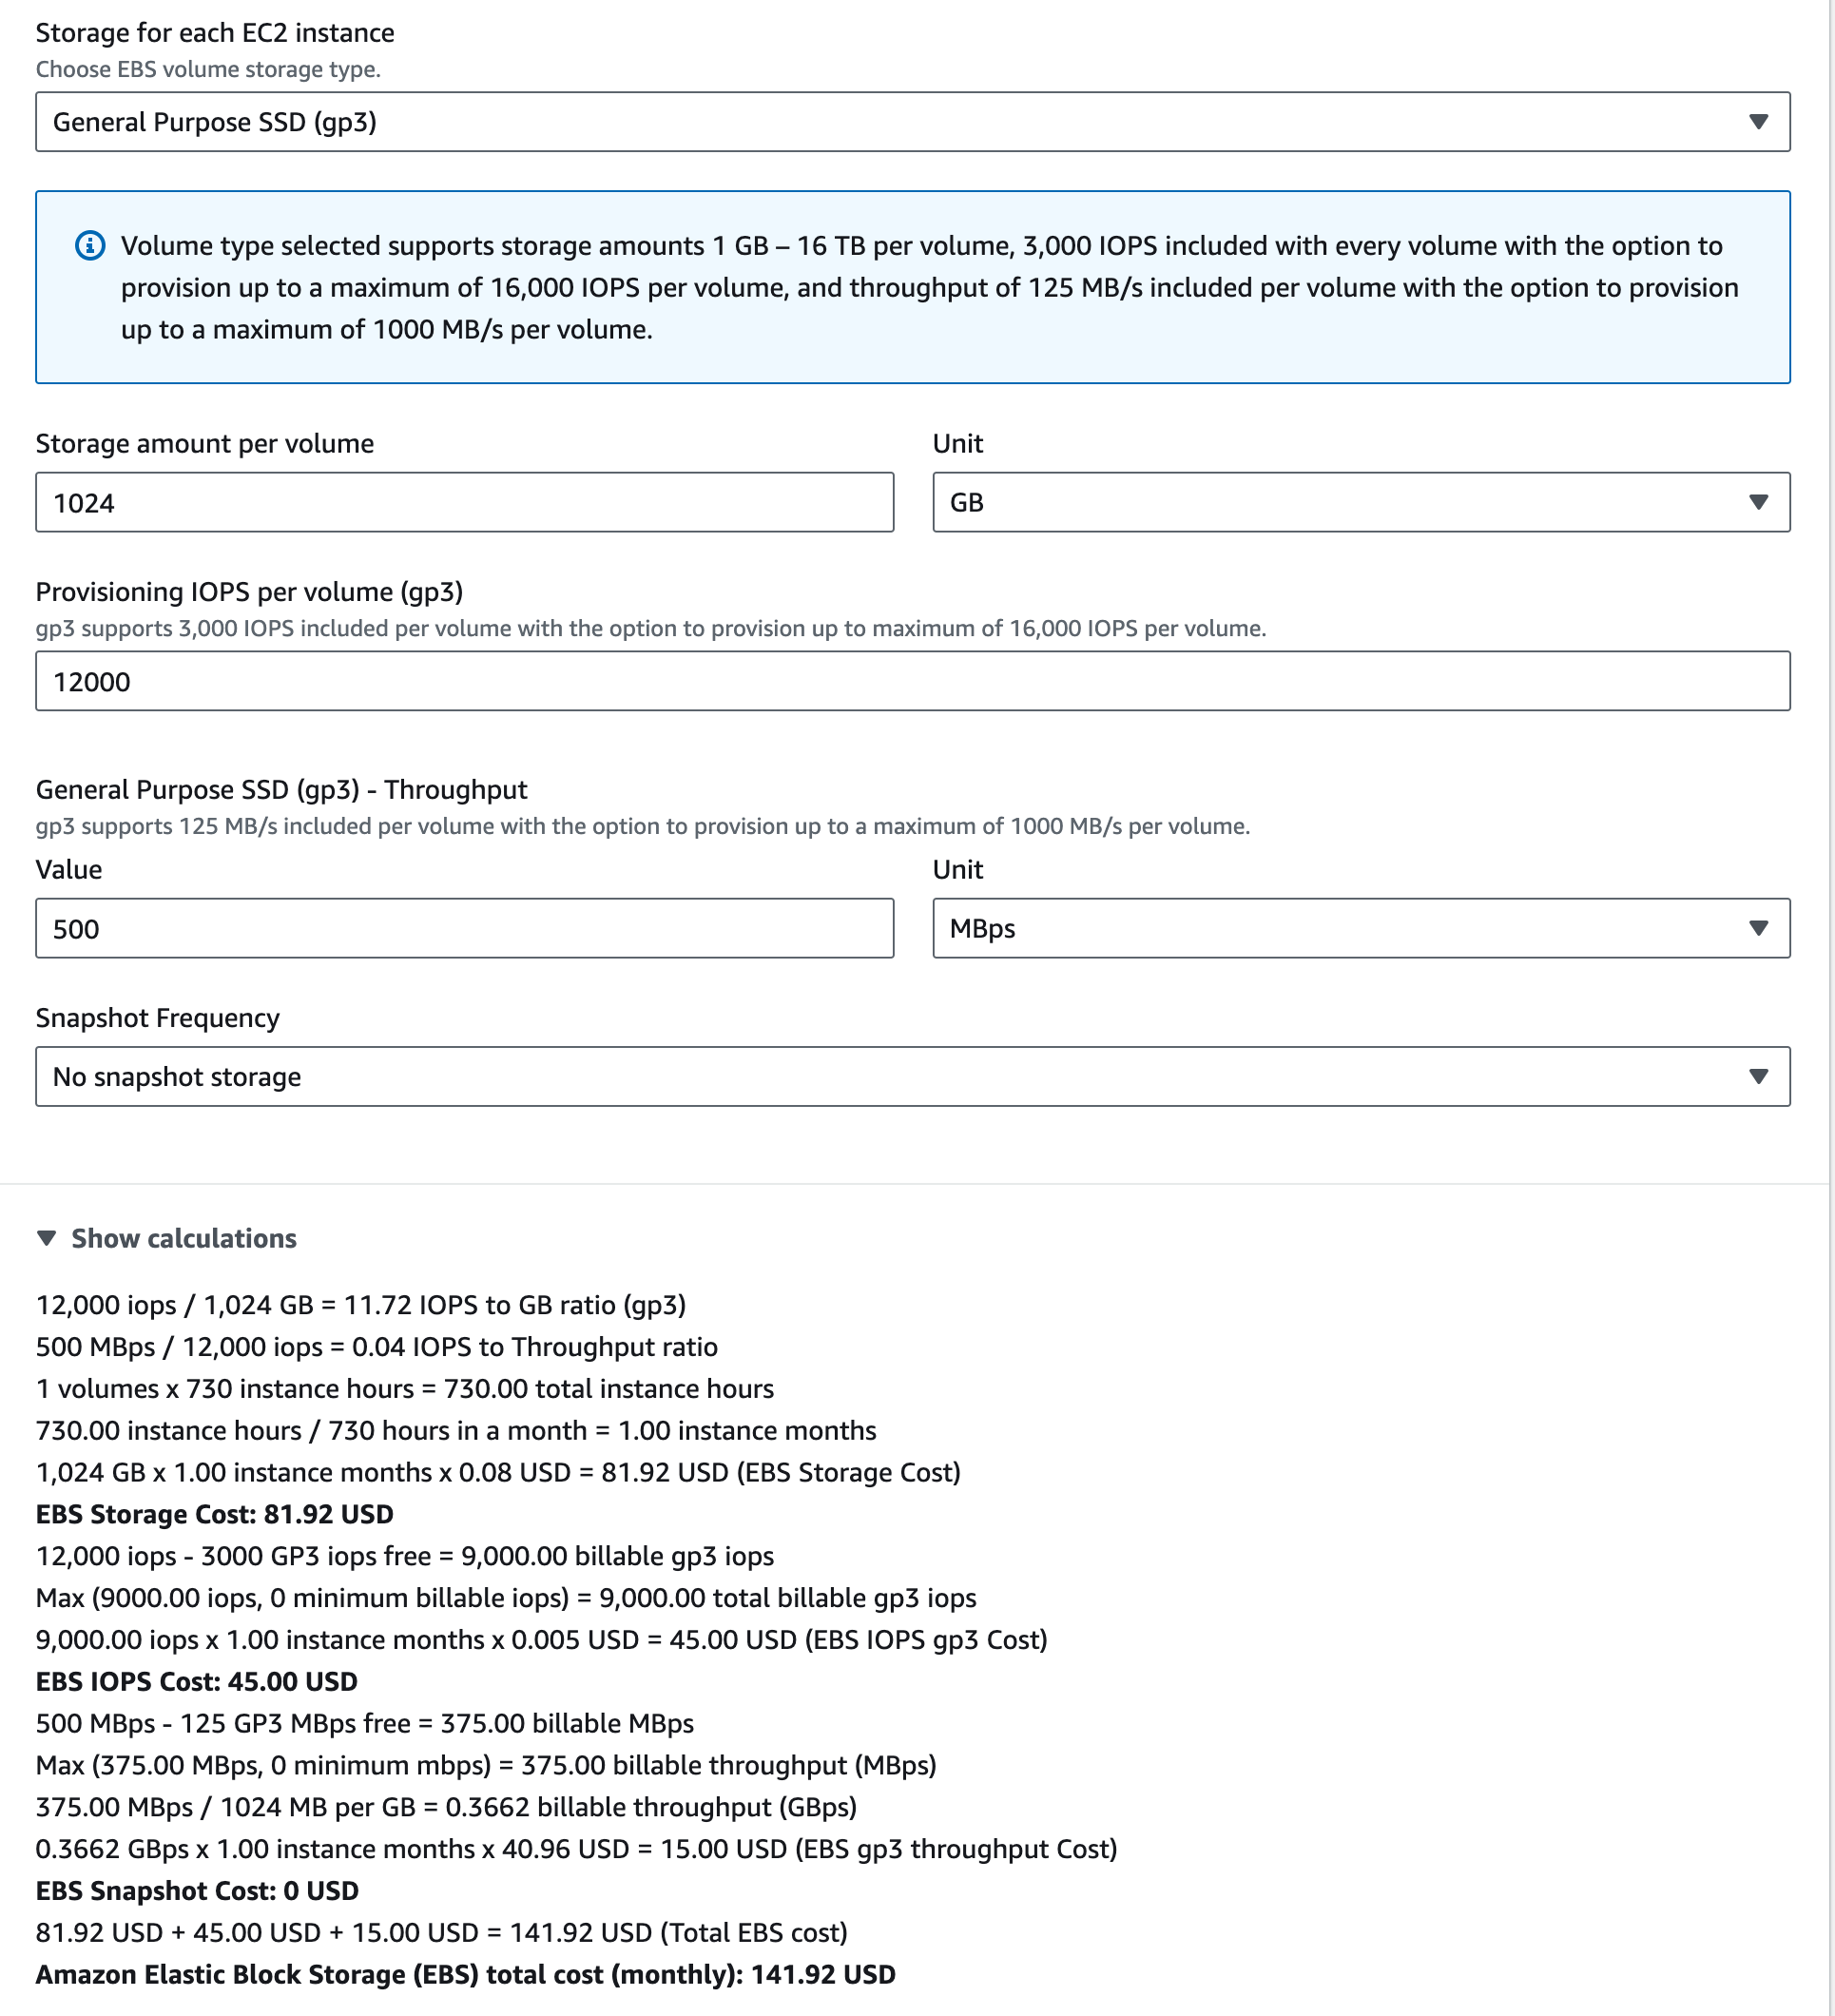 Storage for each EC2 instance
Choose EBS volume storage type.
General Purpose SSD (gp3)
Volume type selected supports storage amounts 1 GB – 16 TB per volume, 3,000 IOPS included with every volume with the option to
provision up to a maximum of 16,000 IOPS per volume, and throughput of 125 MB/s included per volume with the option to provision
up to a maximum of 1000 MB/s per volume.
Storage amount per volume
Unit
1024
GB
Provisioning IOPS per volume (gp3)
gp3 supports 3,000 IOPS included per volume with the option to provision up to maximum of 16,000 IOPS per volume.
12000
General Purpose SSD (gp3) - Throughput
gp3 supports 125 MB/s included per volume with the option to provision up to a maximum of 1000 MB/s per volume.
Value
Unit
500
MBps
Snapshot Frequency
No snapshot storage
Show calculations
12,000 iops / 1,024 GB = 11.72 IOPS to GB ratio (gp3)
500 MBps / 12,000 iops = 0.04 IOPS to Throughput ratio
1 volumes x 730 instance hours = 730.00 total instance hours
730.00 instance hours / 730 hours in a month = 1.00 instance months
1,024 GB x 1.00 instance months x 0.08 USD = 81.92 USD (EBS Storage Cost)
EBS Storage Cost: 81.92 USD
12,000 iops - 3000 GP3 iops free = 9,000.00 billable gp3 iops
Max (9000.00 iops, 0 minimum billable iops) = 9,000.00 total billable gp3 iops
9,000.00 iops x 1.00 instance months x 0.005 USD = 45.00 USD (EBS IOPS gp3 Cost)
EBS IOPS Cost: 45.00 USD
500 MBps - 125 GP3 MBps free = 375.00 billable MBps
Max (375.00 MBps, 0 minimum mbps) = 375.00 billable throughput (MBps)
375.00 MBps / 1024 MB per GB = 0.3662 billable throughput (GBps)
0.3662 GBps x 1.00 instance months x 40.96 USD = 15.00 USD (EBS gp3 throughput Cost)
EBS Snapshot Cost: 0 USD
81.92 USD + 45.00 USD + 15.00 USD = 141.92 USD (Total EBS cost)
Amazon Elastic Block Storage (EBS) total cost (monthly): 141.92 USD